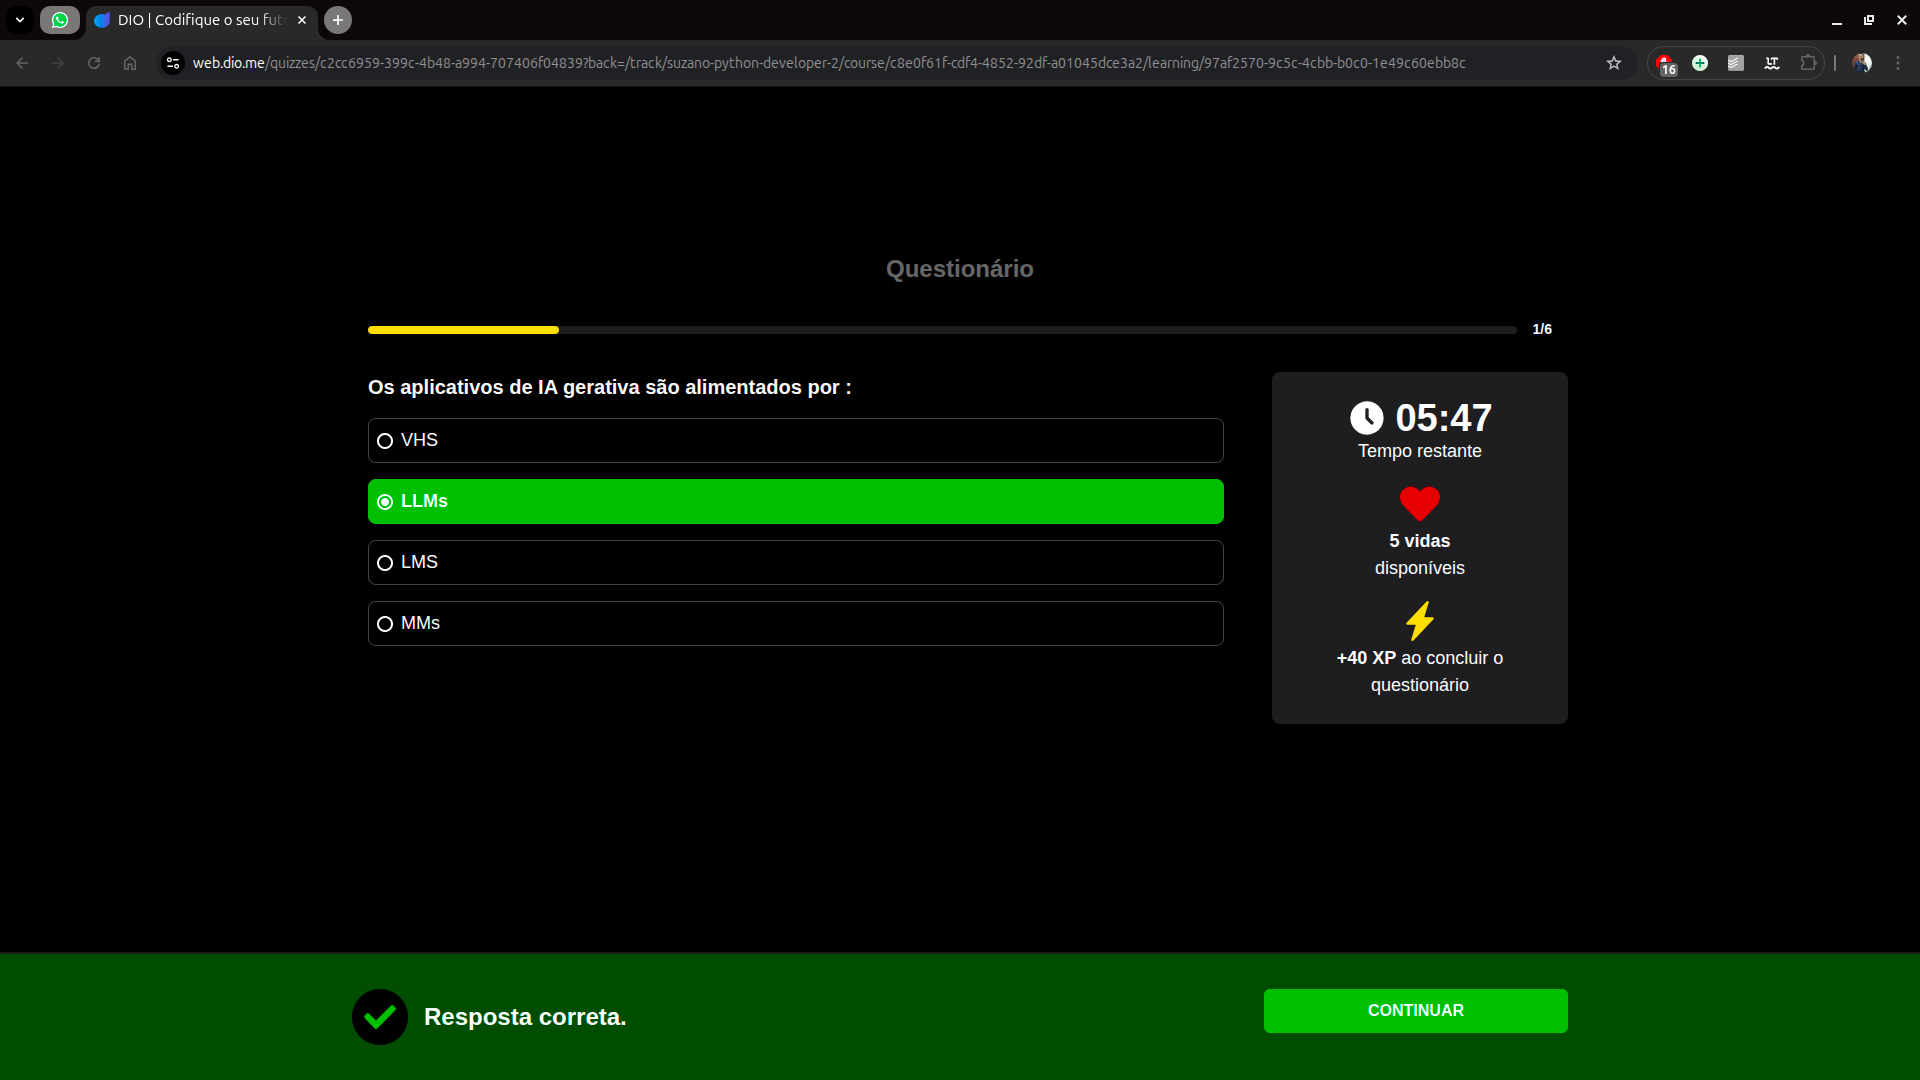 DIO | Codifique o seu fut
web.dio.me/quizzes/c2cc6959-399c-4b48-a994-707406f04839?back=/track/suzano-python-developer-2/course/c8e0f61f-cdf4-4852-92df-a01045dce3a2/learning/97af2570-9c5c-4cbb-b0c0-1e49c60ebb8c
16
LT
Questionário
1/6
Os aplicativos de IA gerativa são alimentados por :
VHS
LLMs
LMS
MMs
05:47
Tempo restante
5 vidas
disponíveis
+40 XP ao concluir o
questionário
Resposta correta.
CONTINUAR